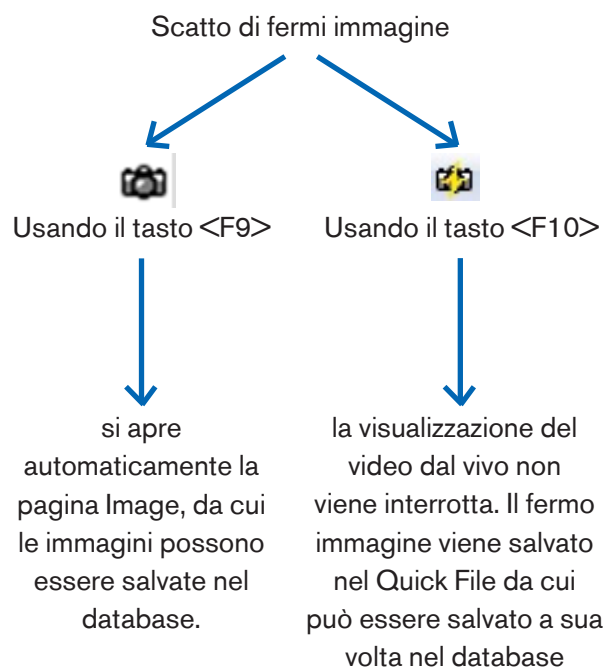 Scatto di fermi immagine
Usando il tasto <F9>
Usando il tasto <F10>
si apre
automaticamente la
pagina Image, da cui
le immagini possono
essere salvate nel
database.
la visualizzazione del
video dal vivo non
viene interrotta. Il fermo
immagine viene salvato
nel Quick File da cui
può essere salvato a sua
volta nel database